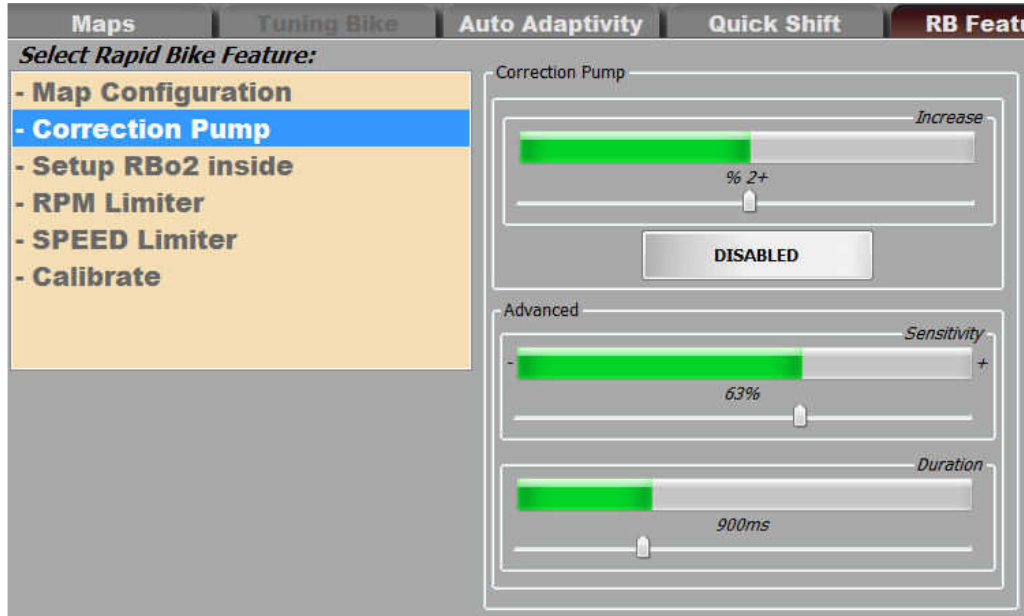 Maps
Tuning Bike
Auto Adaptivity
Quick Shift
RB Feat
Select Rapid Bike Feature:
- Map Configuration
- Correction Pump
- Setup RBo2 inside
- RPM Limiter
- SPEED Limiter
- Calibrate
Correction Pump
Increase
% 2+
DISABLED
Advanced
Sensitivity
- +
63%
Duration
900ms